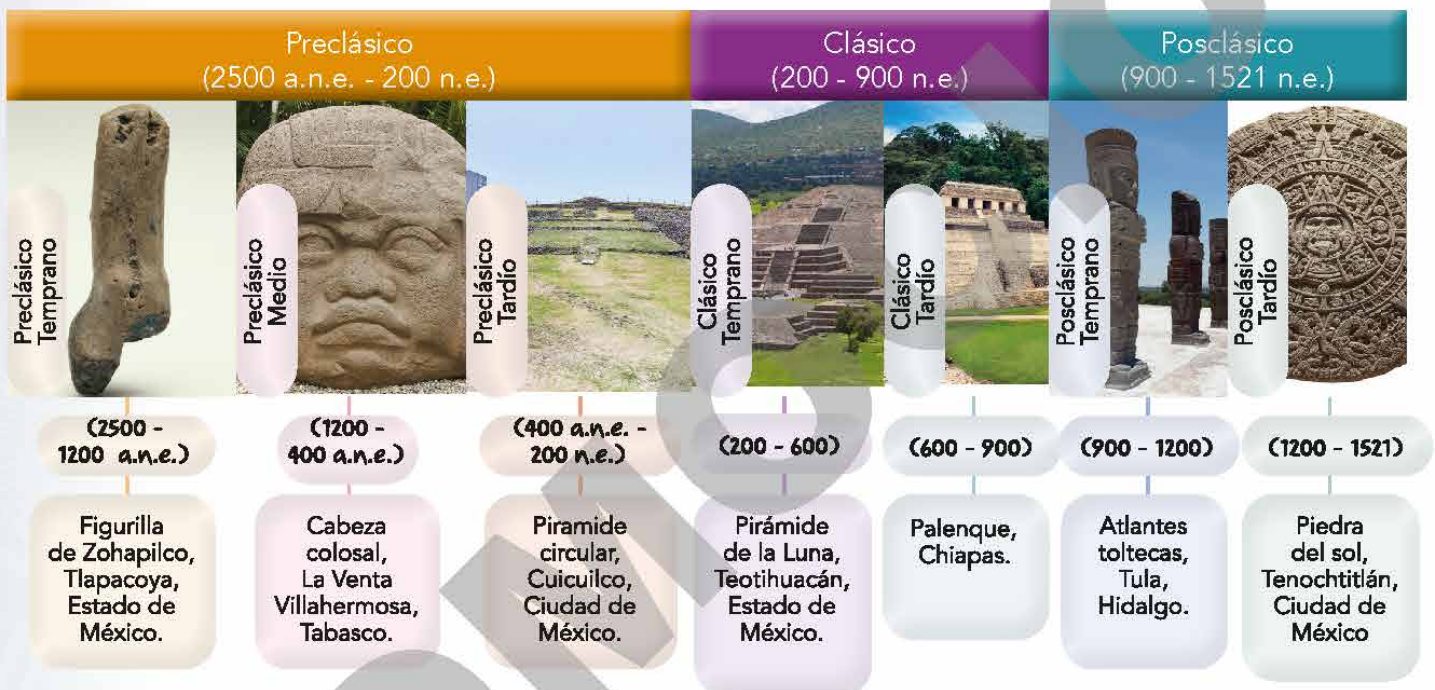 Preclásico
(2500 a.n.e. - 200 n.e.)
Clásico
(200 - 900 n.e.)
Posclásico
(900 - 1521 n.e.)
Preclásico
Temprano
Preclásico
Medio
Preclásico
Tardío
Clásico
Temprano
Clásico
Tardío
Posclásico
Temprano
Posclásico
Tardío
(2500 -
1200 a.n.e.)
(1200 -
400 a.n.e.)
(400 a.n.e. -
200 n.e.)
(200 - 600)
(600 - 900)
(900 - 1200)
(1200 - 1521)
Figurilla
de Zohapilco,
Tlapacoya,
Estado de
México.
Cabeza
colosal,
La Venta
Villahermosa,
Tabasco.
Piramide
circular,
Cuicuilco,
Ciudad de
México.
Pirámide
de la Luna,
Teotihuacán,
Estado de
México.
Palenque,
Chiapas.
Atlantes
toltecas,
Tula,
Hidalgo.
Piedra
del sol,
Tenochtitlán,
Ciudad de
México